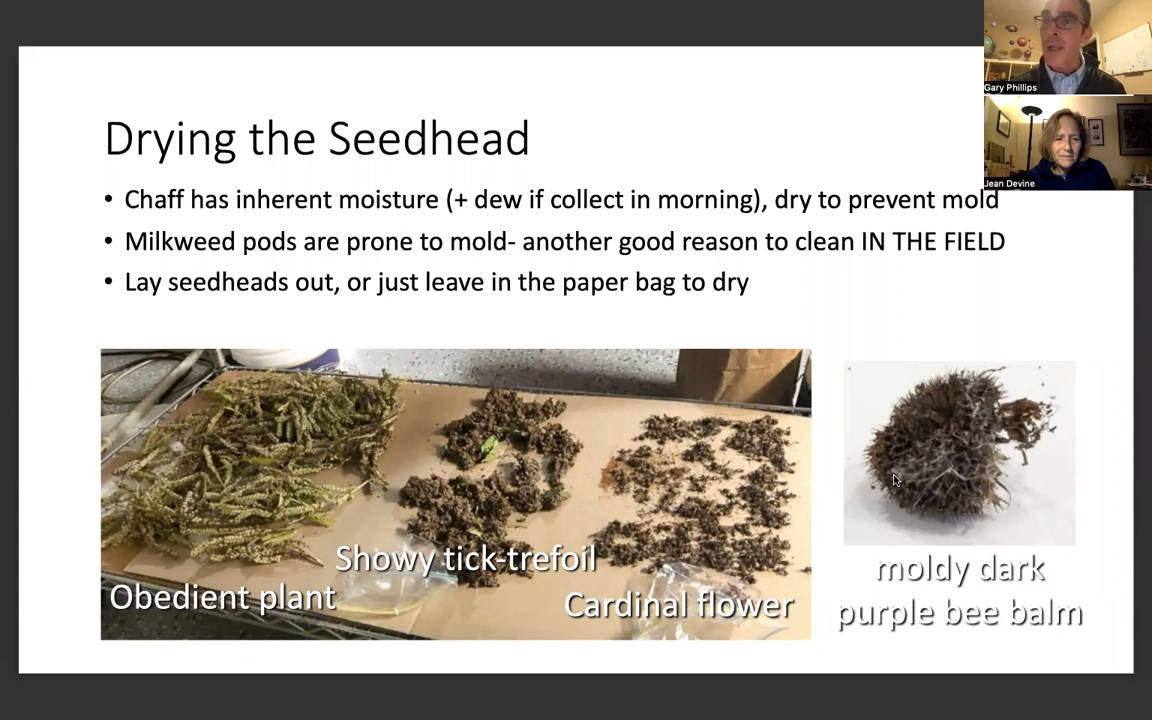 Gary Phillips
Jean Devine
Drying the Seedhead
• Chaff has inherent moisture (+ dew if collect in morning), dry to prevent mold
• Milkweed pods are prone to mold- another good reason to clean IN THE FIELD
• Lay seedheads out, or just leave in the paper bag to dry
Showy tick-trefoil
Obedient plant
Cardinal flower
moldy dark
purple bee balm